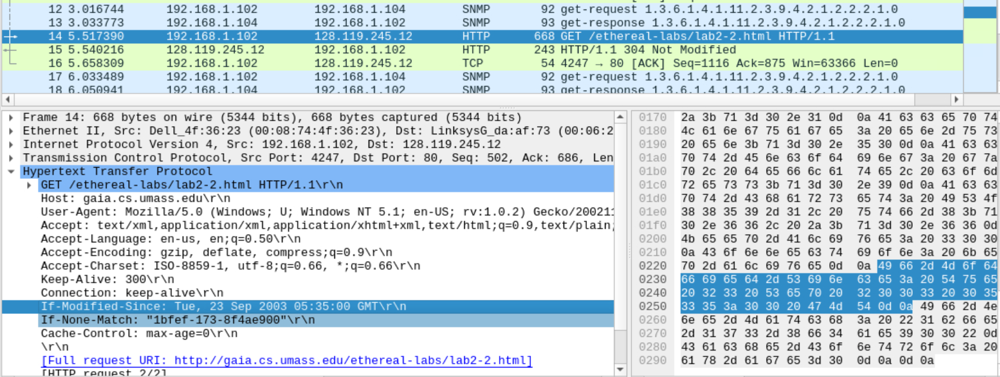 12 3.016744 192.168.1.102 192.168.1.104 SNMP 92 get-request 1.3.6.1.4.1.11.2.3.9.4.2.1.2.2.2.1.0
13 3.033773 192.168.1.104 192.168.1.102 SNMP 93 get-response 1.3.6.1.4.1.11.2.3.9.4.2.1.2.2.2.1.0
14 5.517390 192.168.1.102 128.119.245.12 HTTP 668 GET /ethereal-labs/lab2-2.html HTTP/1.1
15 5.540216 128.119.245.12 192.168.1.102 HTTP 243 HTTP/1.1 304 Not Modified
16 5.658309 192.168.1.102 128.119.245.12 TCP 54 4247 → 80 [ACK] Seq=1116 Ack=875 Win=63366 Len=0
17 6.033489 192.168.1.102 192.168.1.104 SNMP 92 get-request 1.3.6.1.4.1.11.2.3.9.4.2.1.2.2.2.1.0
18 6.050941 192.168.1.104 192.168.1.102 SNMP 93 get-response 1.3.6.1.4.1.11.2.3.9.4.2.1.2.2.2.1.0
Frame 14: 668 bytes on wire (5344 bits), 668 bytes captured (5344 bits)
Ethernet II, Src: Dell_4f:36:23 (00:08:74:4f:36:23), Dst: LinksysG_da:af:73 (00:06:2
Internet Protocol Version 4, Src: 192.168.1.102, Dst: 128.119.245.12
Transmission Control Protocol, Src Port: 4247, Dst Port: 80, Seq: 502, Ack: 686, Len
Hypertext Transfer Protocol
GET /ethereal-labs/lab2-2.html HTTP/1.1\r\n
Host: gaia.cs.umass.edu\r\n
User-Agent: Mozilla/5.0 (Windows; U; Windows NT 5.1; en-US; rv:1.0.2) Gecko/200211
Accept: text/xml,application/xml,application/xhtml+xml,text/html;q=0.9,text/plain;
Accept-Language: en-us, en;q=0.50\r\n
Accept-Encoding: gzip, deflate, compress;q=0.9\r\n
Accept-Charset: ISO-8859-1, utf-8;q=0.66, *;q=0.66\r\n
Keep-Alive: 300\r\n
Connection: keep-alive\r\n
If-Modified-Since: Tue, 23 Sep 2003 05:35:00 GMT\r\n
If-None-Match: "1bfef-173-8f4ae900"\r\n
Cache-Control: max-age=0\r\n
\r\n
[Full request URI: http://gaia.cs.umass.edu/ethereal-labs/lab2-2.html]
[HTTP request 2/2]
0170 2a 3b 71 3d 30 2e 31 0d 0a 41 63 63 65 70 74
0180 4c 61 6e 67 75 61 67 65 3a 20 65 6e 2d 75 73
0190 20 65 6e 3b 71 3d 30 2e 35 30 0d 0a 41 63 63
01a0 70 74 2d 45 6e 63 6f 64 69 6e 67 3a 20 67 7a
01b0 70 2c 20 64 65 66 6c 61 74 65 2c 20 63 6f 6d
01c0 72 65 73 73 3b 71 3d 30 2e 39 0d 0a 41 63 63
01d0 70 74 2d 43 68 61 72 73 65 74 3a 20 49 53 4f
01e0 38 38 35 39 2d 31 2c 20 75 74 66 2d 38 3b 71
01f0 30 2e 36 36 2c 20 2a 3b 71 3d 30 2e 36 36 0d
0200 4b 65 65 70 2d 41 6c 69 76 65 3a 20 33 30 30
0210 0a 43 6f 6e 6e 65 63 74 69 6f 6e 3a 20 6b 65
0220 70 2d 61 6c 69 76 65 0d 0a 49 66 2d 4d 6f 64
0230 66 69 65 64 2d 53 69 6e 63 65 3a 20 54 75 65
0240 20 32 33 20 53 65 70 20 32 30 30 33 20 30 35
0250 33 35 3a 30 30 20 47 4d 54 0d 0a 49 66 2d 4e
0260 6e 65 2d 4d 61 74 63 68 3a 20 22 31 62 66 65
0270 2d 31 37 33 2d 38 66 34 61 65 39 30 30 22 0d
0280 43 61 63 68 65 2d 43 6f 6e 74 72 6f 6c 3a 20
0290 61 78 2d 61 67 65 3d 30 0d 0a 0d 0a